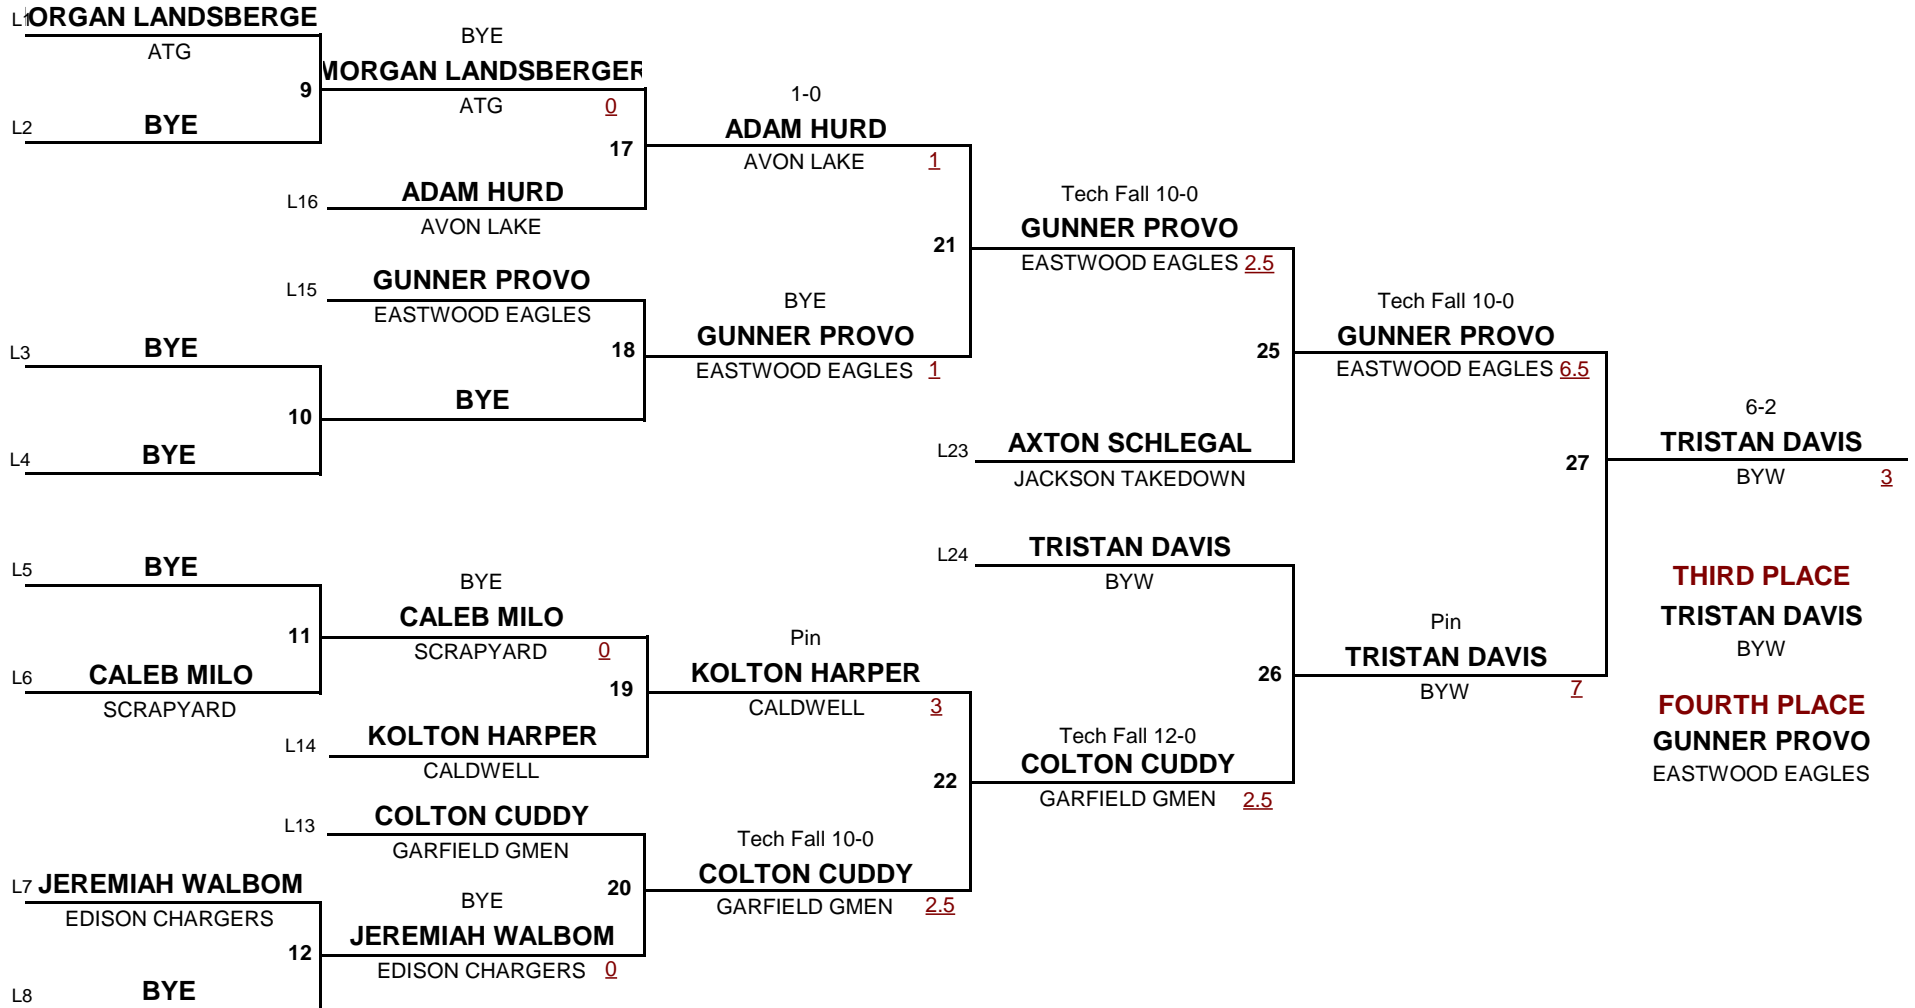 L1
ORGAN LANDSBERGE
ATG
9
L2
BYE
BYE
MORGAN LANDSBERGER
ATG
0
17
L16
ADAM HURD
AVON LAKE
1-0
ADAM HURD
AVON LAKE
1
L15
GUNNER PROVO
EASTWOOD EAGLES
18
L3
BYE
10
BYE
L4
BYE
BYE
GUNNER PROVO
EASTWOOD EAGLES
1
21
Tech Fall 10-0
GUNNER PROVO
EASTWOOD EAGLES
2.5
25
L23
AXTON SCHLEGAL
JACKSON TAKEDOWN
Tech Fall 10-0
GUNNER PROVO
EASTWOOD EAGLES
6.5
27
6-2
TRISTAN DAVIS
BYW
3
L5
BYE
11
L6
CALEB MILO
SCRAPYARD
BYE
CALEB MILO
SCRAPYARD
0
19
L14
KOLTON HARPER
CALDWELL
Pin
KOLTON HARPER
CALDWELL
3
L13
COLTON CUDDY
GARFIELD GMEN
20
L7
JEREMIAH WALBOM
EDISON CHARGERS
12
L8
BYE
BYE
JEREMIAH WALBOM
EDISON CHARGERS
0
Tech Fall 10-0
COLTON CUDDY
GARFIELD GMEN
2.5
22
L24
TRISTAN DAVIS
BYW
26
Tech Fall 12-0
COLTON CUDDY
GARFIELD GMEN
2.5
Pin
TRISTAN DAVIS
BYW
7
THIRD PLACE
TRISTAN DAVIS
BYW
FOURTH PLACE
GUNNER PROVO
EASTWOOD EAGLES